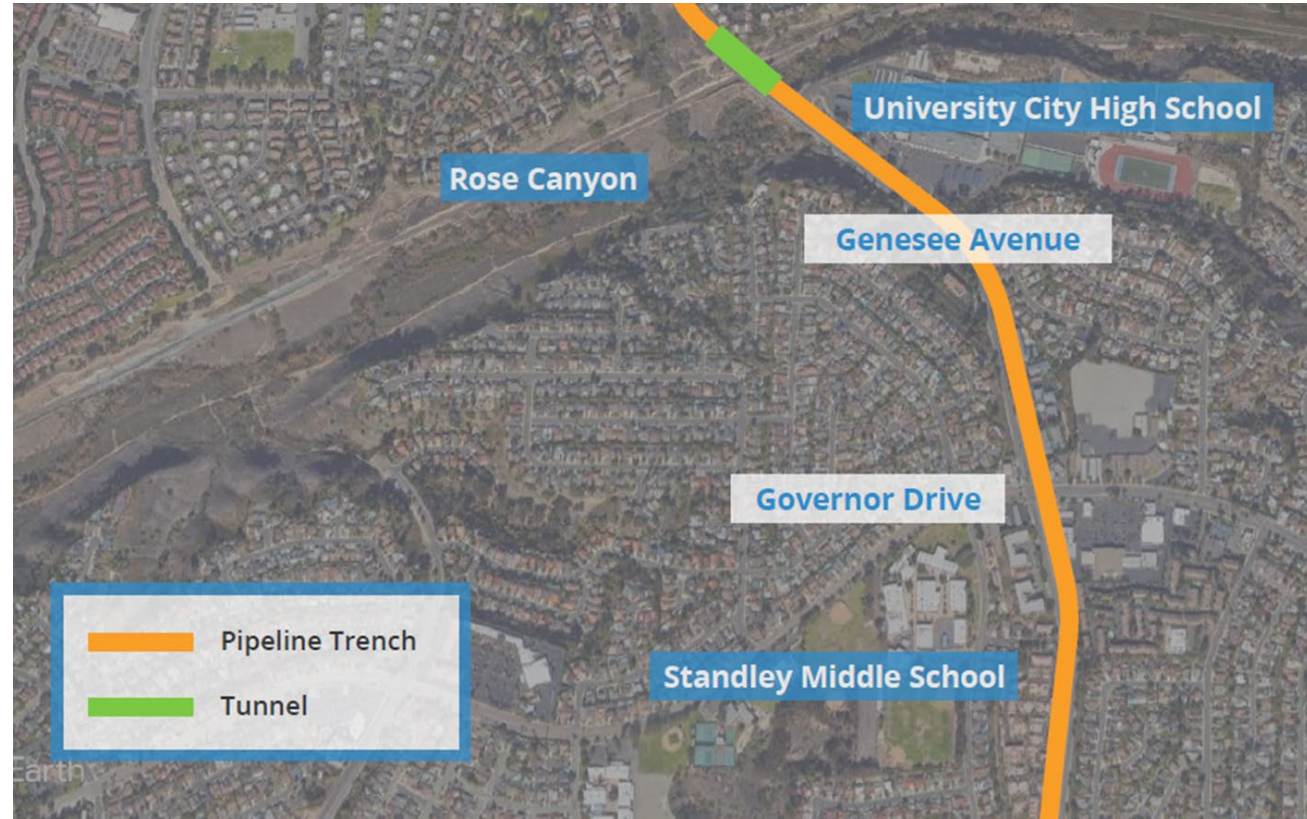 University City High School
Rose Canyon
Genesee Avenue
Governor Drive
Standley Middle School
Pipeline Trench
Tunnel
Earth